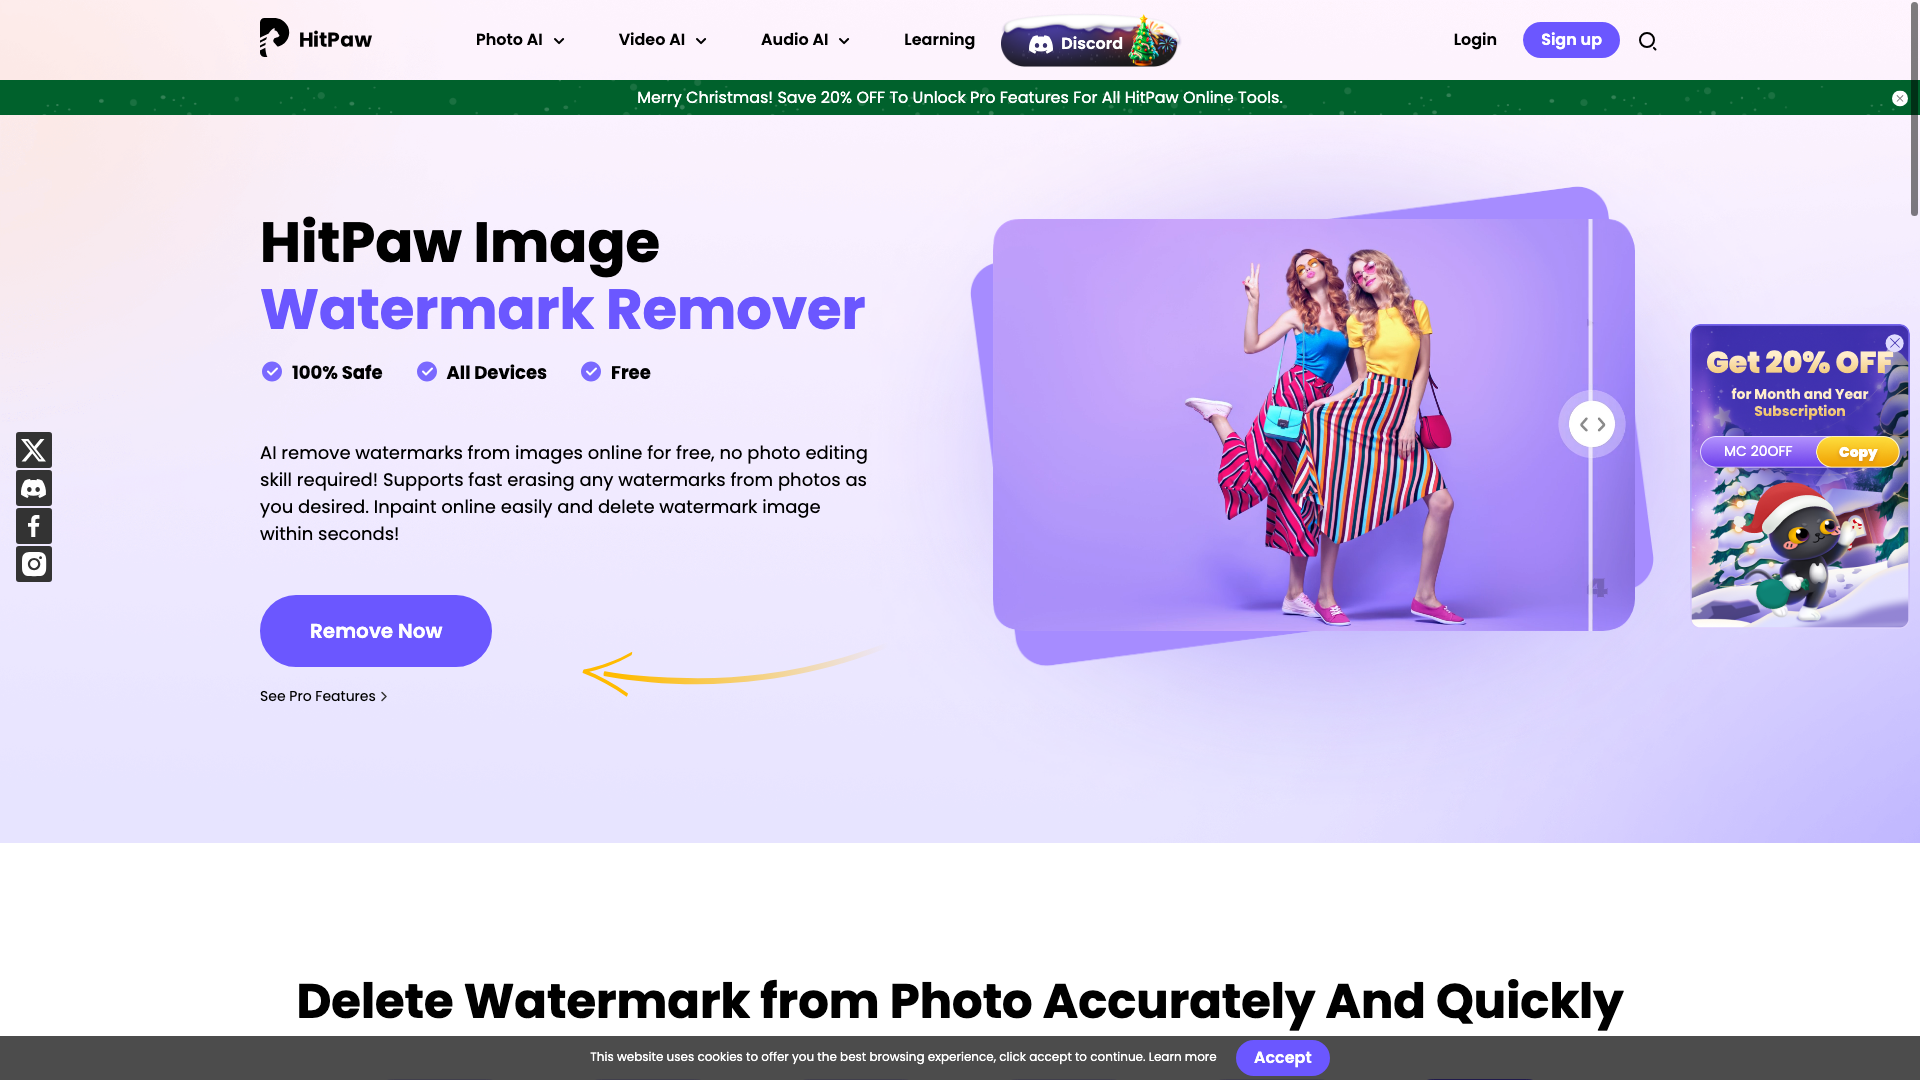 HitPaw
Photo AI
Video AI
Audio AI
Learning
Discord
Login
Sign up
Merry Christmas! Save 20% OFF To Unlock Pro Features For All HitPaw Online Tools.
HitPaw Image
Watermark Remover
100% Safe
All Devices
Free
AI remove watermarks from images online for free, no photo editing
skill required! Supports fast erasing any watermarks from photos as
you desired. Inpaint online easily and delete watermark image
within seconds!
Remove Now
See Pro Features
4
Get 20% OFF
for Month and Year
Subscription
MC 20OFF
Copy
Delete Watermark from Photo Accurately And Quickly
This website uses cookies to offer you the best browsing experience, click accept to continue. Learn more
Accept